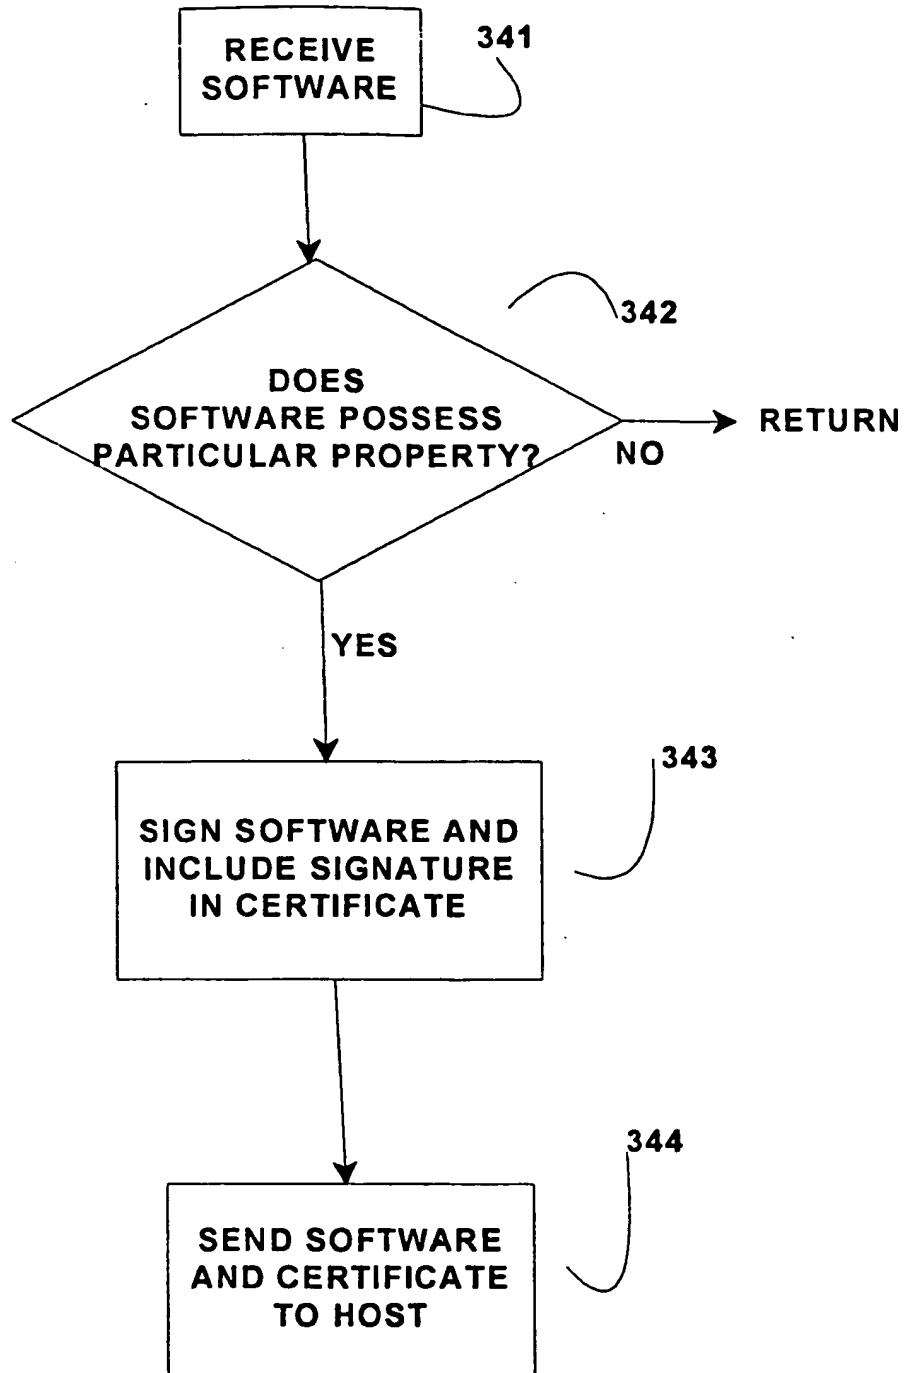 RECEIVE
SOFTWARE
341
342
DOES
SOFTWARE POSSESS
PARTICULAR PROPERTY?
RETURN
NO
YES
343
SIGN SOFTWARE AND
INCLUDE SIGNATURE
IN CERTIFICATE
344
SEND SOFTWARE
AND CERTIFICATE
TO HOST